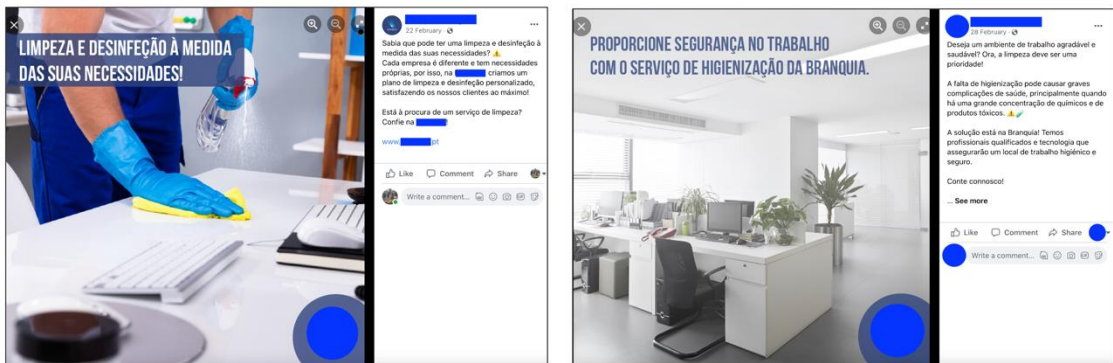 LIMPEZA E DESINFEÇÃO À MEDIDA
DAS SUAS NECESSIDADES!
22 February ·
Sabia que pode ter uma limpeza e desinfeção à
medida das suas necessidades? ⚠️
Cada empresa é diferente e tem necessidades
próprias, por isso, na criamos um
plano de limpeza e desinfeção personalizado,
satisfazendo os nossos clientes ao máximo!
Está à procura de um serviço de limpeza?
Confie na !
www. .pt
Like Comment Share
Write a comment...
PROPORCIONE SEGURANÇA NO TRABALHO
COM O SERVIÇO DE HIGIENIZAÇÃO DA BRANQUIA.
28 February ·
Deseja um ambiente de trabalho agradável e
saudável? Ora, a limpeza deve ser uma
prioridade!
A falta de higienização pode causar graves
complicações de saúde, principalmente quando
há uma grande concentração de químicos e de
produtos tóxicos. ⚠️🧪
A solução está na Branquia! Temos
profissionais qualificados e tecnologia que
assegurarão um local de trabalho higiénico e
seguro.
Conte connosco!
... See more
Like Comment Share
Write a comment...